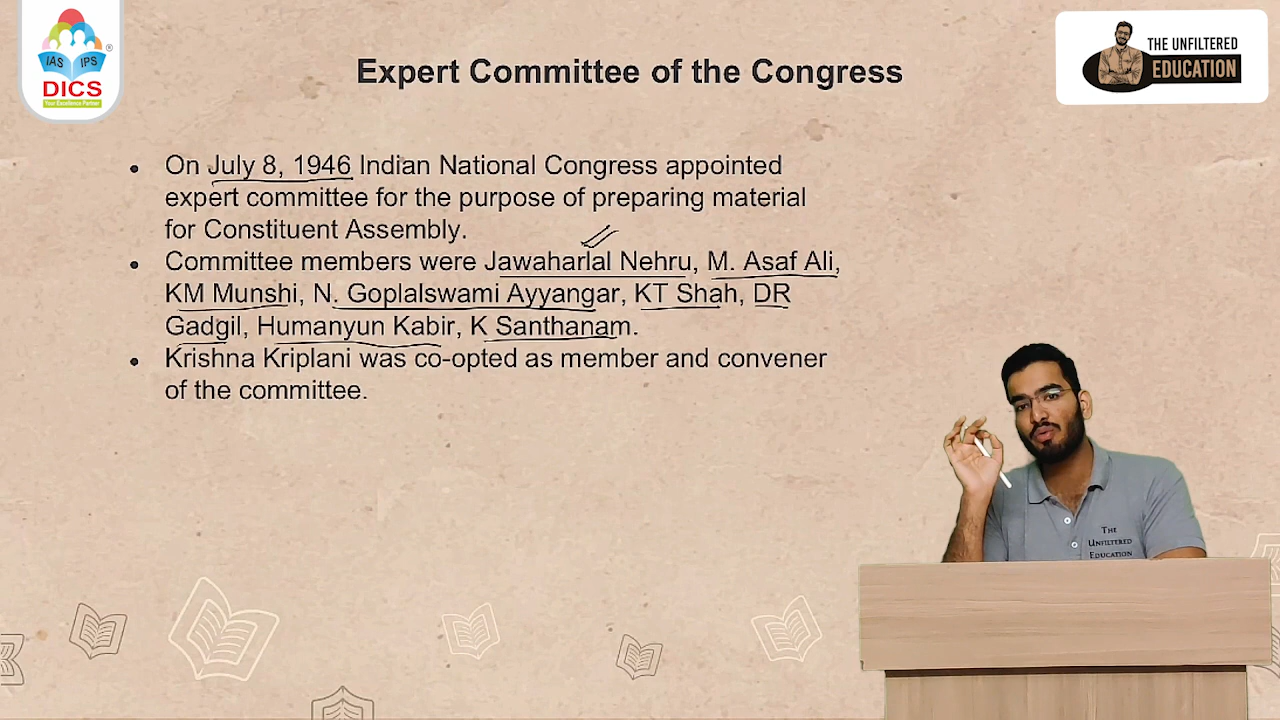 IAS IPS
DICS
Your Excellence Partner
THE UNFILTERED
EDUCATION
Expert Committee of the Congress
• On July 8, 1946 Indian National Congress appointed
expert committee for the purpose of preparing material
for Constituent Assembly.
• Committee members were Jawaharlal Nehru, M. Asaf Ali,
KM Munshi, N. Goplalswami Ayyangar, KT Shah, DR
Gadgil, Humanyun Kabir, K Santhanam.
• Krishna Kriplani was co-opted as member and convener
of the committee.
THE
UNFILTERED
EDUCATION